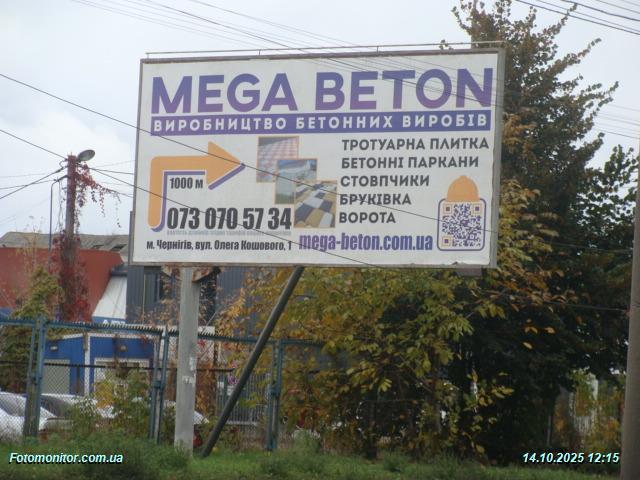 MEGA BETON
ВИРОБНИЦТВО БЕТОННИХ ВИРОБІВ
ТРОТУАРНА ПЛИТКА
БЕТОННІ ПАРКАНИ
СТОВПЧИКИ
БРУКІВКА
ВОРОТА
1000 м
073 070 57 34
м. Чернігів, вул. Олега Кошового, 1
mega-beton.com.ua
Fotomonitor.com.ua
14.10.2025 12:15